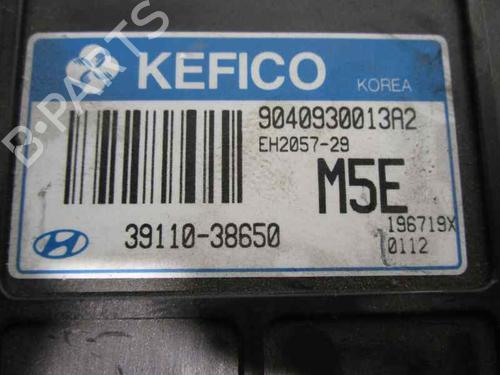 KEFICO
KOREA
9040930013A2
EH2057-29
M5E
39110-38650
196719X
0112
B-PARTS